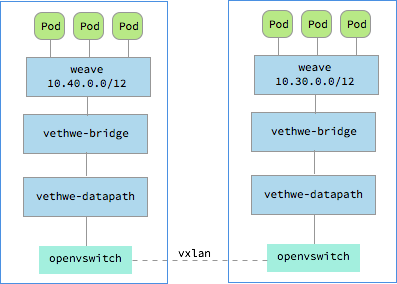 Pod Pod Pod
weave
10.40.0.0/12
vethwe-bridge
vethwe-datapath
openvswitch
vxlan
Pod Pod Pod
weave
10.30.0.0/12
vethwe-bridge
vethwe-datapath
openvswitch